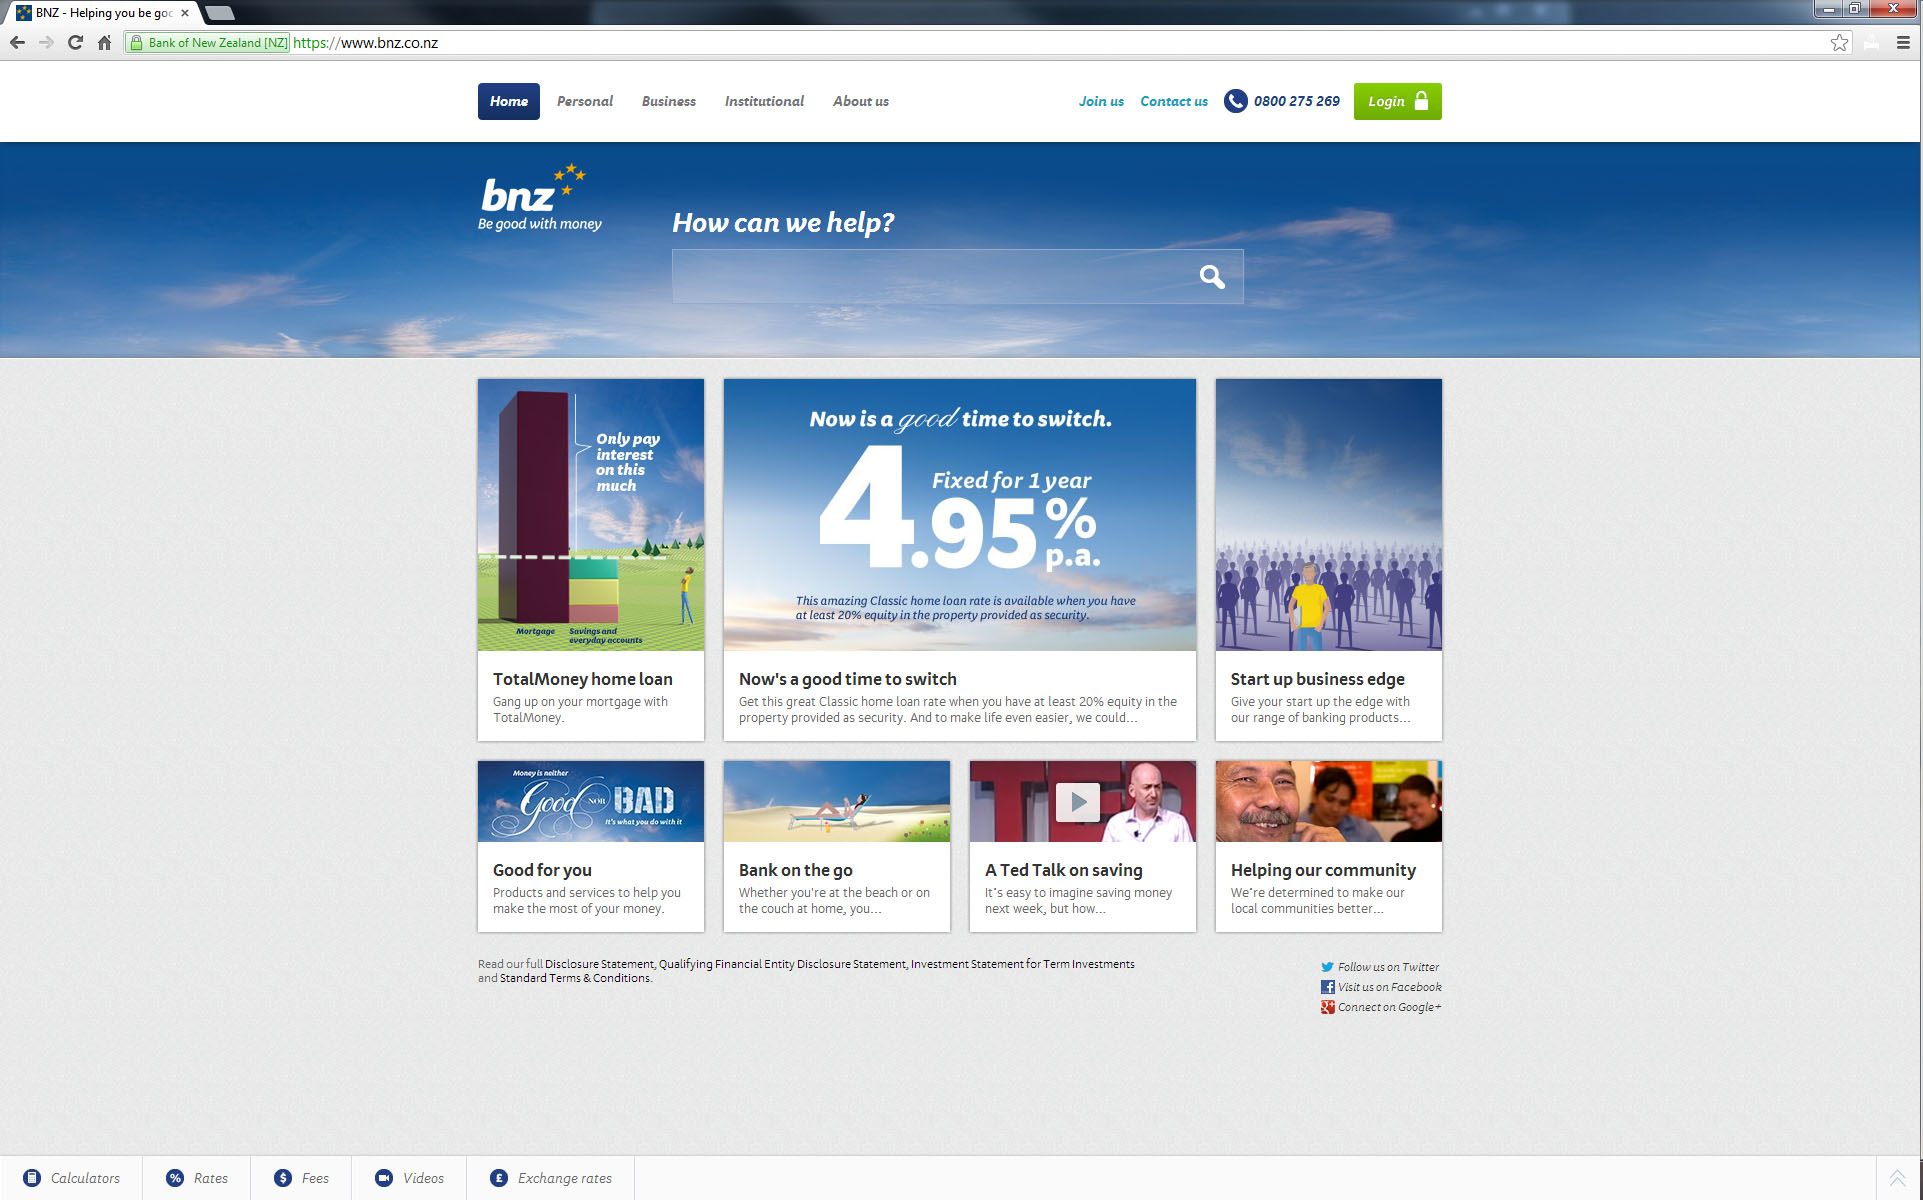 BNZ - Helping you be goo
Bank of New Zealand [NZ] https://www.bnz.co.nz
Home Personal Business Institutional About us Join us Contact us 0800 275 269 Login
bnz
Be good with money
How can we help?
Only pay
interest
on this
much
Mortgage
Savings and
everyday accounts
TotalMoney home loan
Gang up on your mortgage with
TotalMoney.
Now is a good time to switch.
Fixed for 1 year
4.95%
p.a.
This amazing Classic home loan rate is available when you have
at least 20% equity in the property provided as security.
Now's a good time to switch
Get this great Classic home loan rate when you have at least 20% equity in the
property provided as security. And to make life even easier, we could...
Start up business edge
Give your start up the edge with
our range of banking products...
Money is neither
Good NOR BAD
It's what you do with it
Good for you
Products and services to help you
make the most of your money.
Bank on the go
Whether you're at the beach or on
the couch at home, you...
A Ted Talk on saving
It's easy to imagine saving money
next week, but how...
Helping our community
We're determined to make our
local communities better...
Read our full Disclosure Statement, Qualifying Financial Entity Disclosure Statement, Investment Statement for Term Investments
and Standard Terms & Conditions.
Follow us on Twitter
Visit us on Facebook
Connect on Google+
Calculators Rates Fees Videos Exchange rates